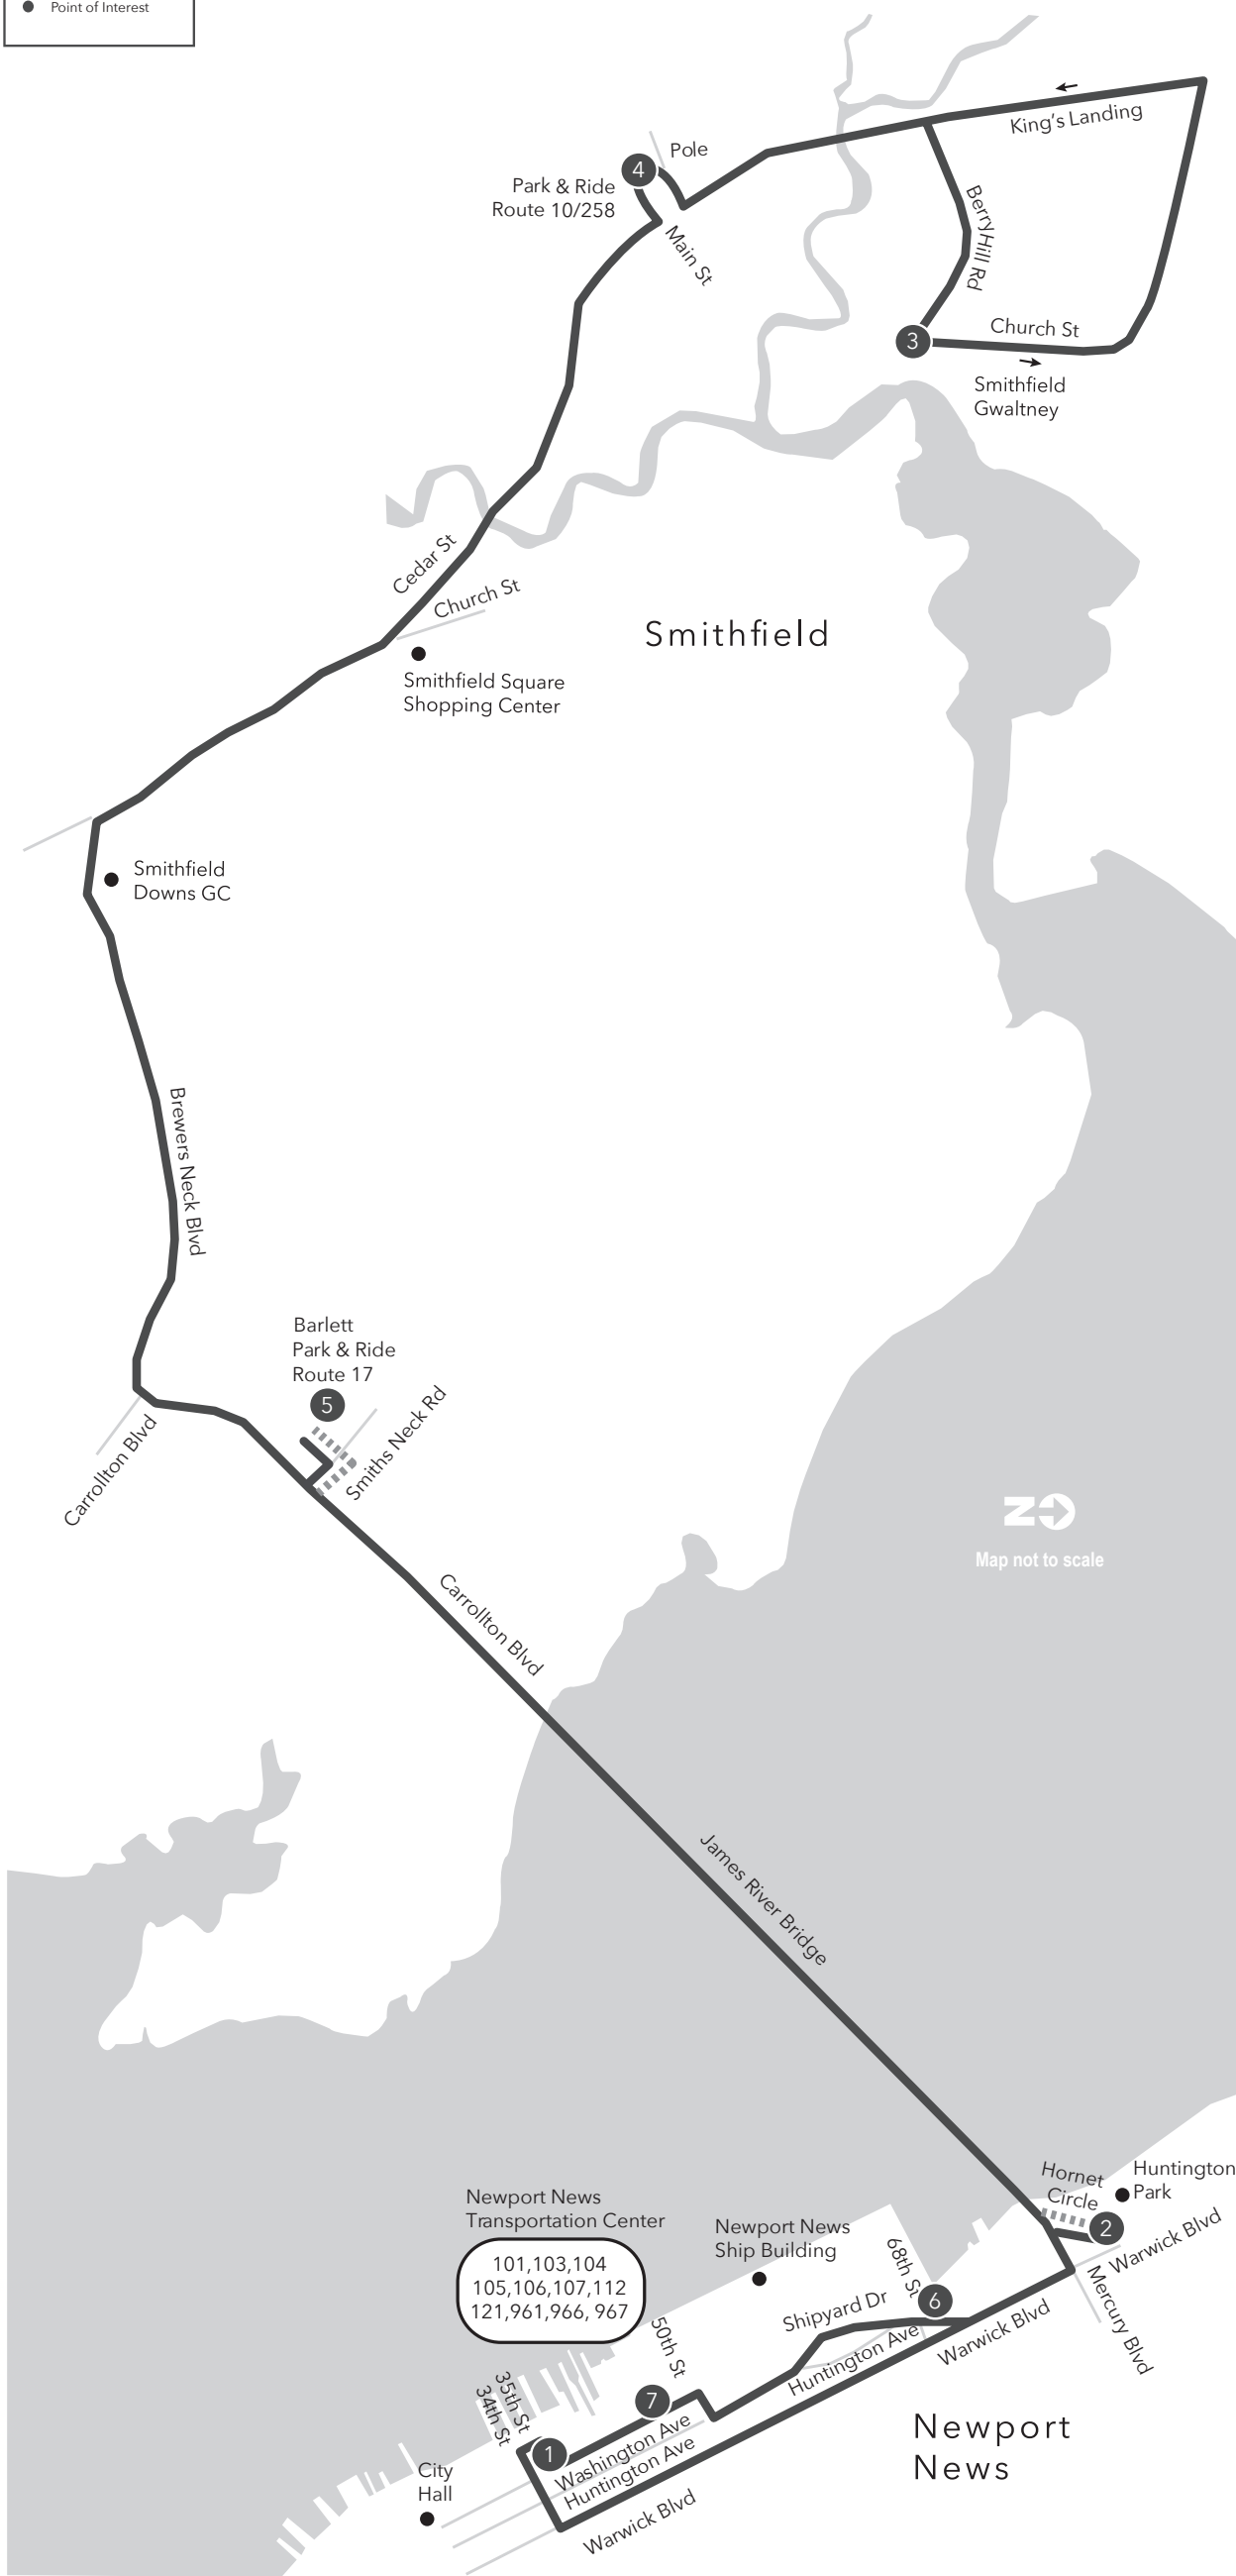 Point of Interest
King's Landing
Pole
4
Park & Ride
Route 10/258
Main St
Berry Hill Rd
3
Church St
Smithfield
Gwaltney
Cedar St
Church St
Smithfield
Smithfield Square
Shopping Center
Smithfield
Downs GC
Brewers Neck Blvd
Barlett
Park & Ride
Route 17
5
Smiths Neck Rd
Carrollton Blvd
N
Map not to scale
Carrollton Blvd
James River Bridge
Hornet
Circle
Huntington
Park
2
Warwick Blvd
Mercury Blvd
Newport News
Transportation Center
101,103,104
105,106,107,112
121,961,966, 967
Newport News
Ship Building
68th St
6
Shipyard Dr
Huntington Ave
Warwick Blvd
50th St
7
35th St
34th St
1
Washington Ave
Huntington Ave
Warwick Blvd
City
Hall
Newport
News